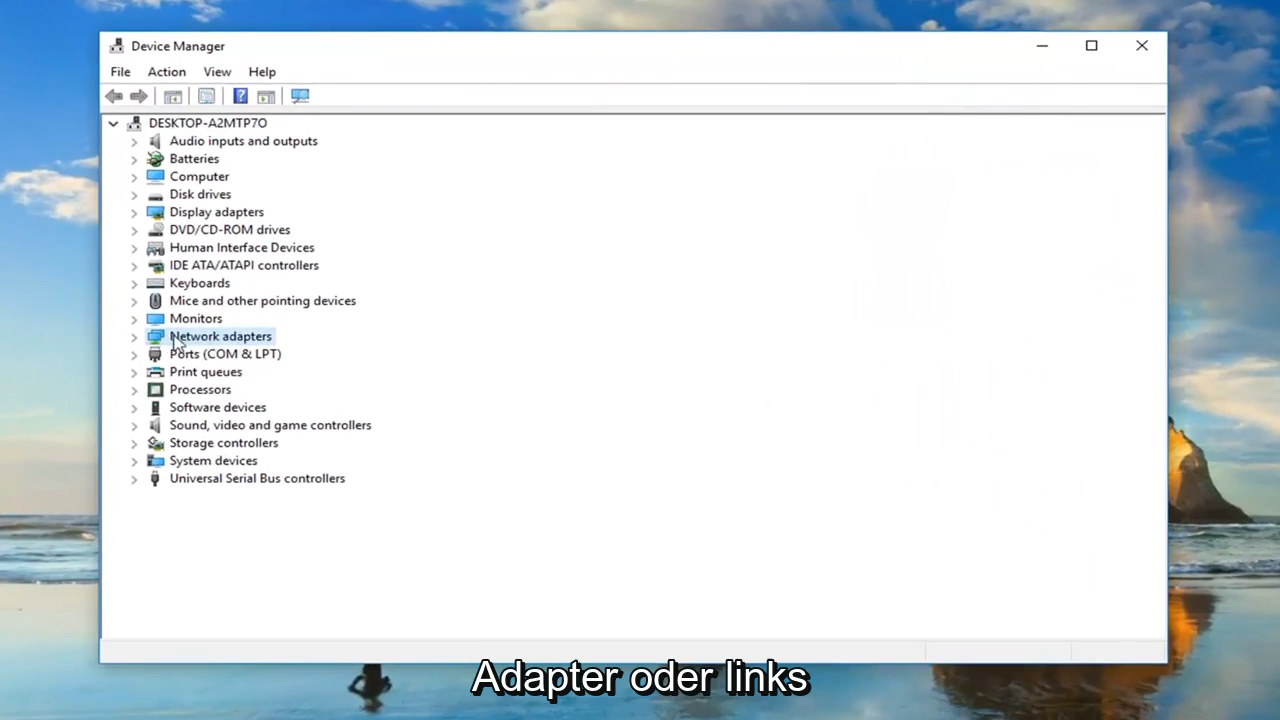 Device Manager
File Action View Help
DESKTOP-A2MTP7O
Audio inputs and outputs
Batteries
Computer
Disk drives
Display adapters
DVD/CD-ROM drives
Human Interface Devices
IDE ATA/ATAPI controllers
Keyboards
Mice and other pointing devices
Monitors
Network adapters
Ports (COM & LPT)
Print queues
Processors
Software devices
Sound, video and game controllers
Storage controllers
System devices
Universal Serial Bus controllers
Adapter oder links